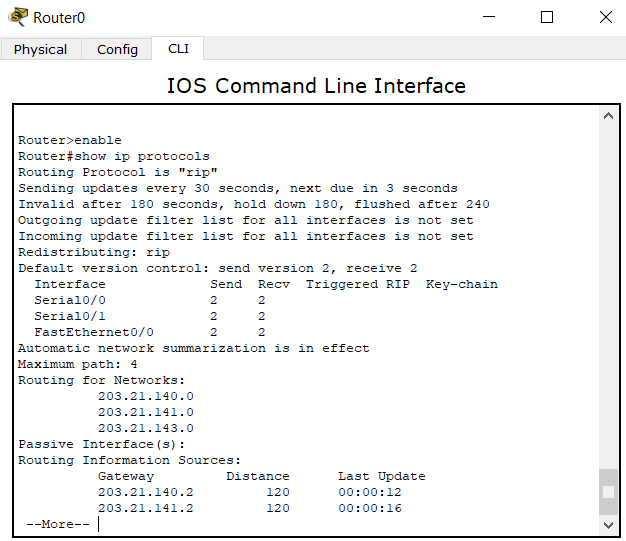 Router0
Physical Config CLI
IOS Command Line Interface
Router>enable
Router#show ip protocols
Routing Protocol is "rip"
Sending updates every 30 seconds, next due in 3 seconds
Invalid after 180 seconds, hold down 180, flushed after 240
Outgoing update filter list for all interfaces is not set
Incoming update filter list for all interfaces is not set
Redistributing: rip
Default version control: send version 2, receive 2
  Interface             Send  Recv  Triggered RIP  Key-chain
  Serial0/0             2     2
  Serial0/1             2     2
  FastEthernet0/0       2     2
Automatic network summarization is in effect
Maximum path: 4
Routing for Networks:
          203.21.140.0
          203.21.141.0
          203.21.143.0
Passive Interface(s):
Routing Information Sources:
          Gateway         Distance      Last Update
          203.21.140.2         120      00:00:12
          203.21.141.2         120      00:00:16
 --More--